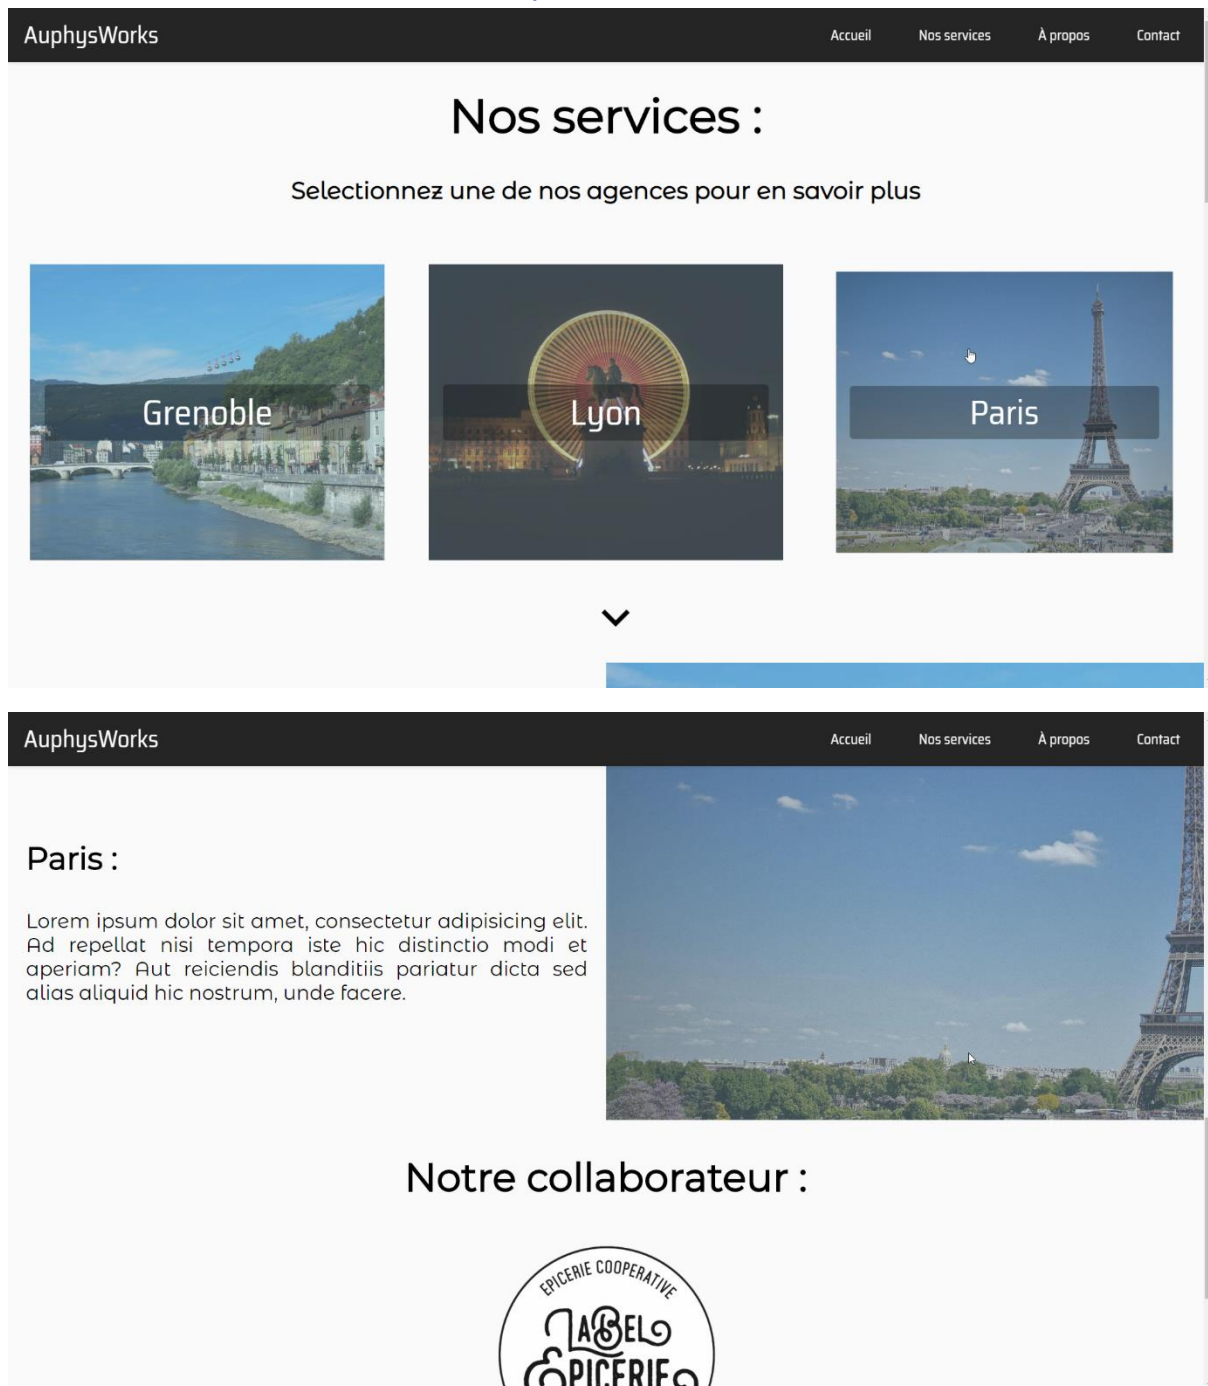 AuphysWorks
Accueil
Nos services
À propos
Contact
Nos services :
Selectionnez une de nos agences pour en savoir plus
Grenoble
Lyon
Paris
AuphysWorks
Accueil
Nos services
À propos
Contact
Paris :
Lorem ipsum dolor sit amet, consectetur adipisicing elit.
Ad repellat nisi tempora iste hic distinctio modi et
aperiam? Aut reiciendis blanditiis pariatur dicta sed
alias aliquid hic nostrum, unde facere.
Notre collaborateur :
EPICERIE COOPERATIVE
LABEL
EPICERIE